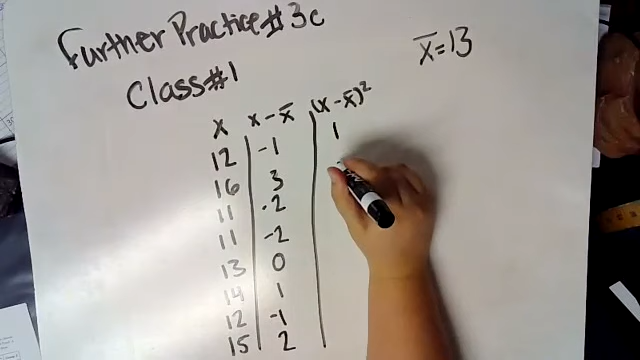 Further Practice #3c
x̄=13
Class #1
x x-x̄ (x-x̄)²
12 -1 1
16 3
11 -2
11 -2
13 0
14 1
12 -1
15 2